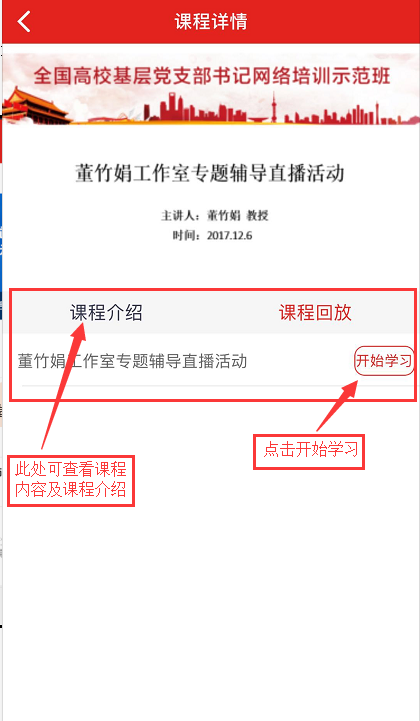 课程详情
全国高校基层党支部书记网络培训示范班
董竹娟工作室专题辅导直播活动
主讲人：董竹娟 教授
时间：2017.12.6
课程介绍
课程回放
董竹娟工作室专题辅导直播活动
开始学习
点击开始学习
此处可查看课程
内容及课程介绍